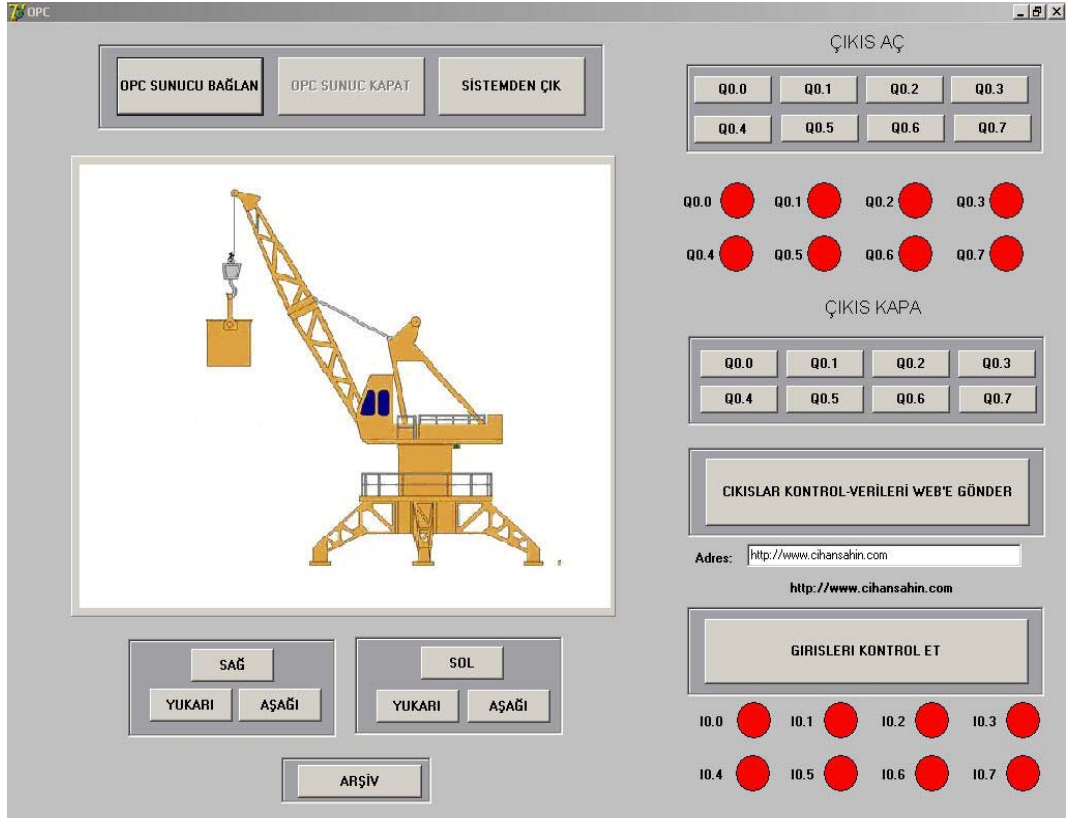 OPC
OPC SUNUCU BAĞLAN OPC SUNUC KAPAT SİSTEMDEN ÇIK
ÇIKIS AÇ
Q0.0 Q0.1 Q0.2 Q0.3
Q0.4 Q0.5 Q0.6 Q0.7
Q0.0 Q0.1 Q0.2 Q0.3
Q0.4 Q0.5 Q0.6 Q0.7
ÇIKIS KAPA
Q0.0 Q0.1 Q0.2 Q0.3
Q0.4 Q0.5 Q0.6 Q0.7
CIKISLAR KONTROL-VERİLERİ WEB'E GÖNDER
Adres: http://www.cihansahin.com
http://www.cihansahin.com
GIRISLERI KONTROL ET
I0.0 I0.1 I0.2 I0.3
I0.4 I0.5 I0.6 I0.7
SAĞ
YUKARI AŞAĞI
SOL
YUKARI AŞAĞI
ARŞİV